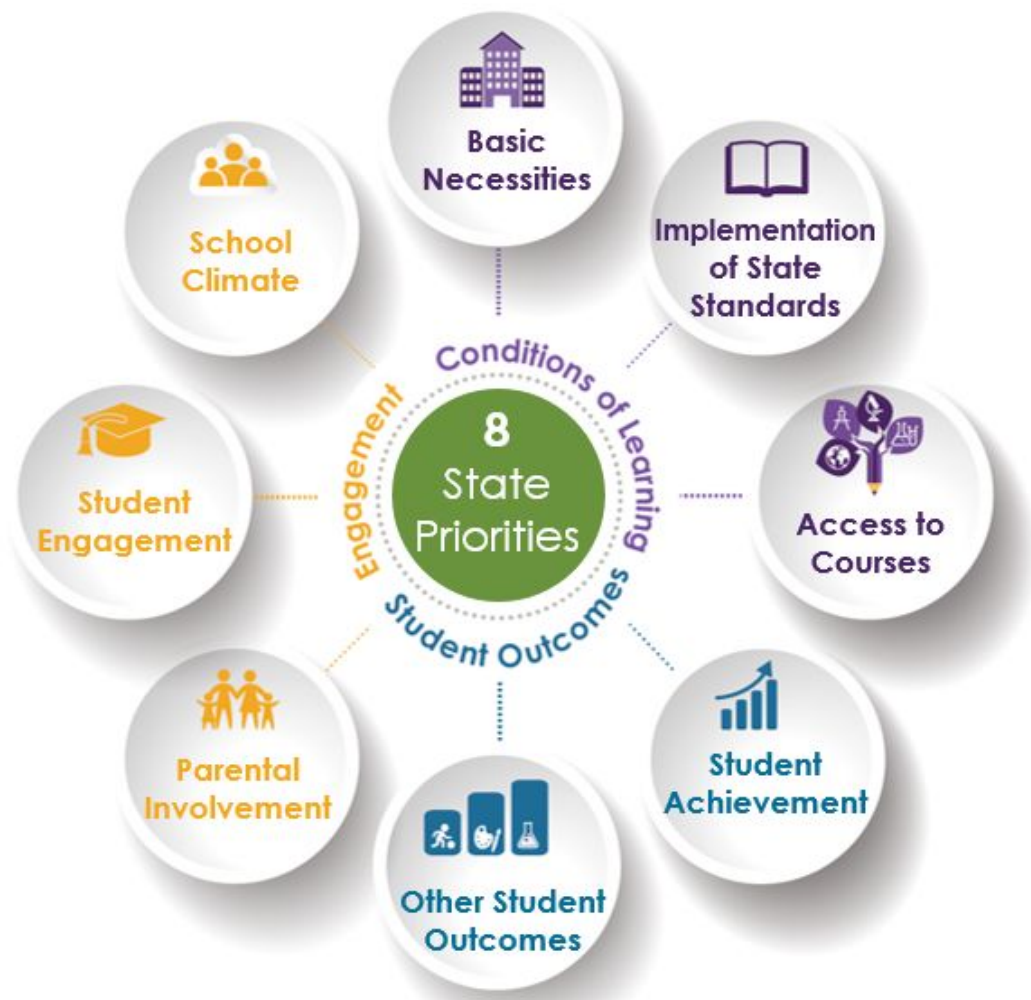 Basic
Necessities
Implementation
of State
Standards
Access to
Courses
Student
Achievement
Other Student
Outcomes
Parental
Involvement
Student
Engagement
School
Climate
Conditions of Learning
Student Outcomes
Engagement
8
State
Priorities